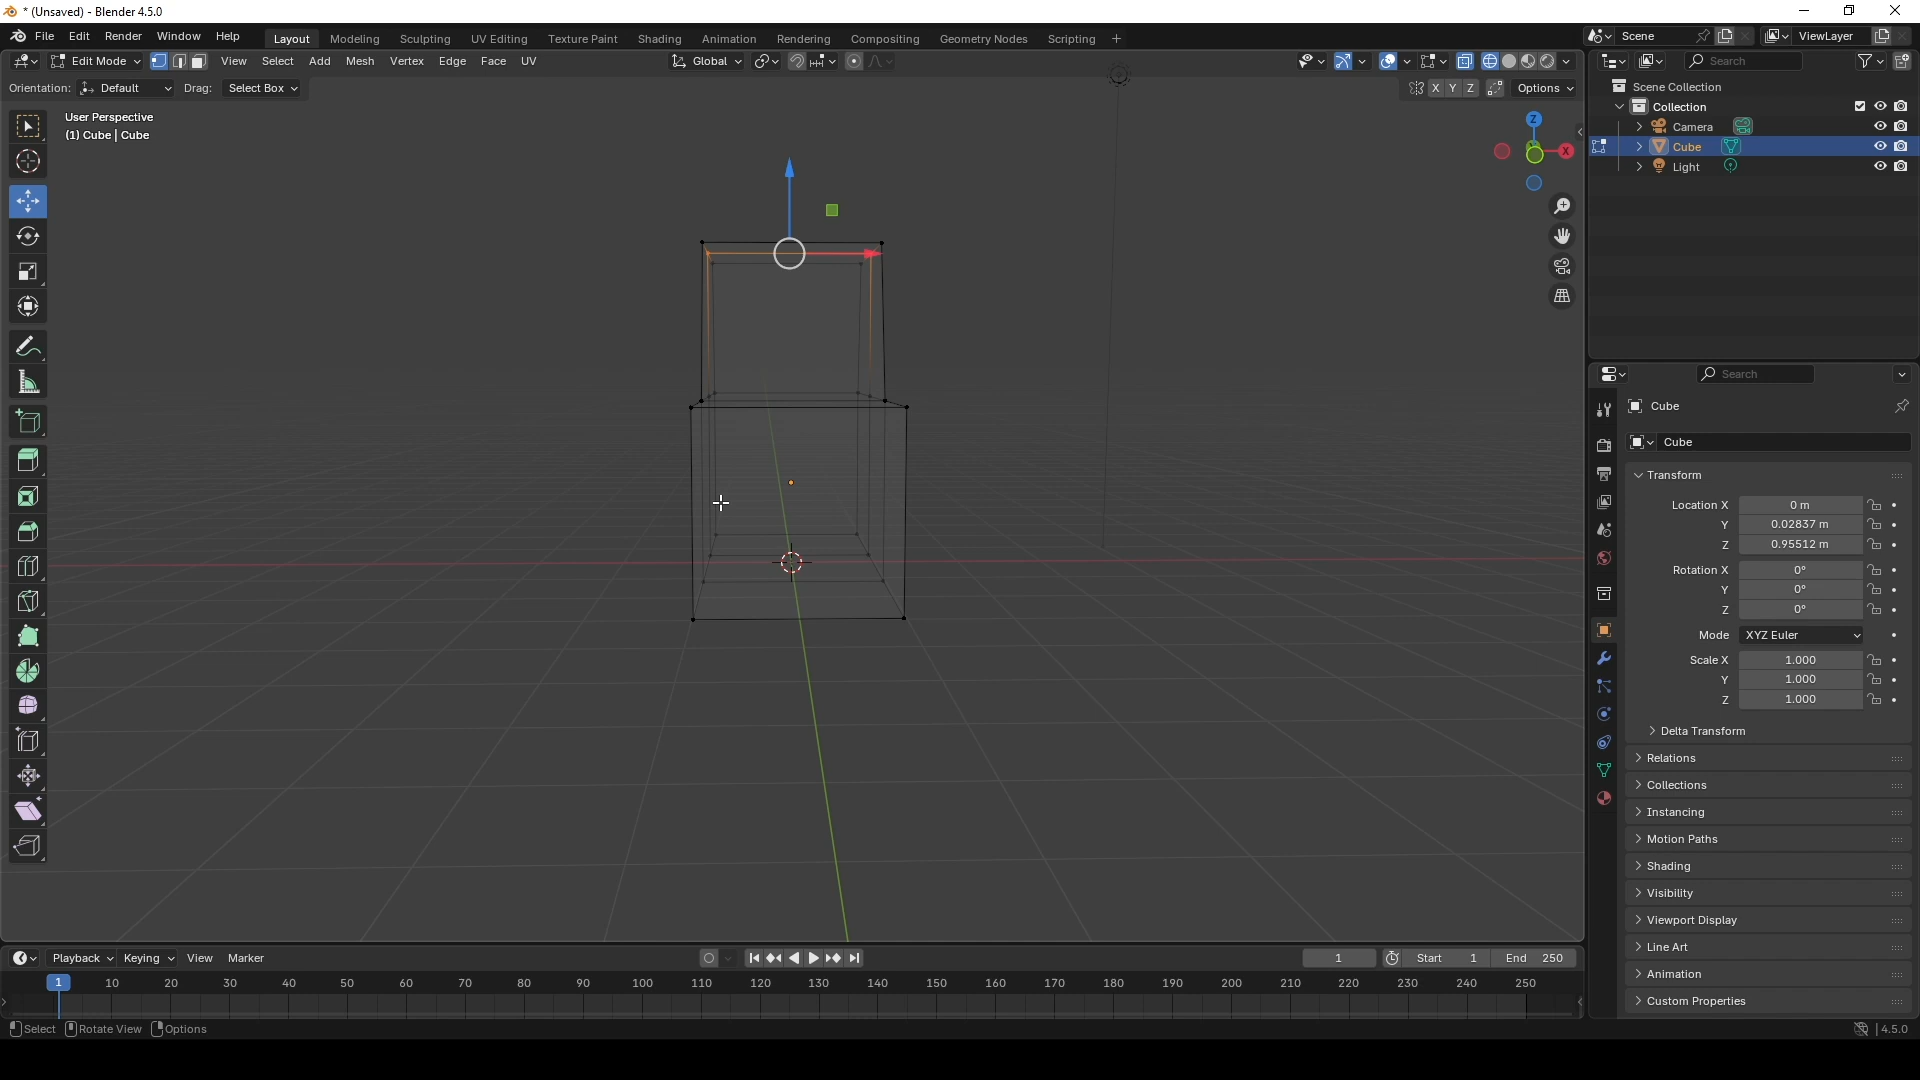 * (Unsaved) - Blender 4.5.0
File Edit Render Window Help Layout Modeling Sculpting UV Editing Texture Paint Shading Animation Rendering Compositing Geometry Nodes Scripting + Scene ViewLayer
Edit Mode View Select Add Mesh Vertex Edge Face UV Global Search
Orientation: Default Drag: Select Box X Y Z Options
Scene Collection
Collection
Camera
Cube
Light
User Perspective
(1) Cube | Cube
Z
X
Search
Cube
Cube
Transform
Location X 0 m
Y 0.02837 m
Z 0.95512 m
Rotation X 0°
Y 0°
Z 0°
Mode XYZ Euler
Scale X 1.000
Y 1.000
Z 1.000
Delta Transform
Relations
Collections
Instancing
Motion Paths
Shading
Visibility
Viewport Display
Line Art
Animation
Custom Properties
Playback Keying View Marker 1 Start 1 End 250
1 10 20 30 40 50 60 70 80 90 100 110 120 130 140 150 160 170 180 190 200 210 220 230 240 250
Select Rotate View Options 4.5.0